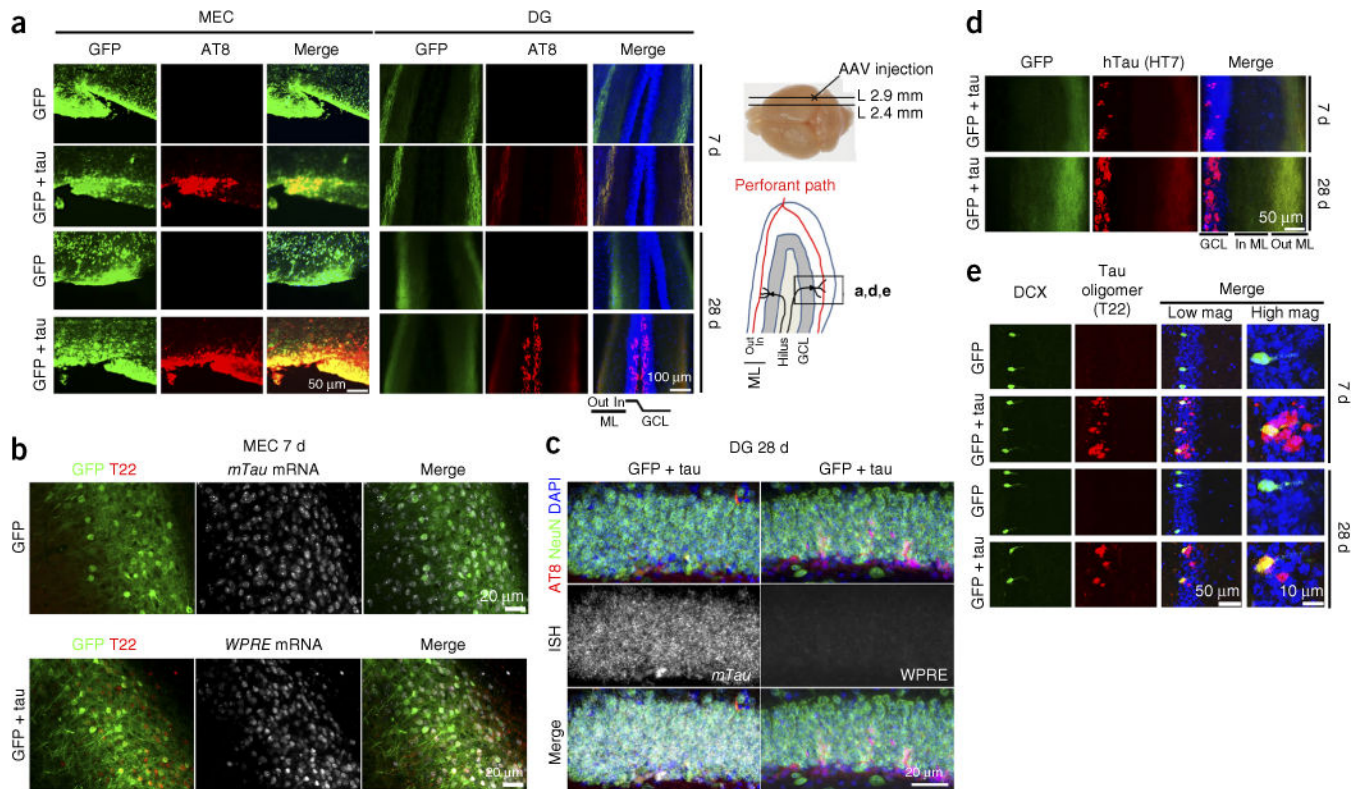 a
MEC
DG
GFP
AT8
Merge
GFP
AT8
Merge
GFP
GFP + tau
GFP
GFP + tau
7 d
28 d
50 μm
100 μm
Out In
ML
GCL
AAV injection
L 2.9 mm
L 2.4 mm
Perforant path
a,d,e
Out
In
ML
Hilus
GCL
b
MEC 7 d
GFP T22
mTau mRNA
Merge
GFP
20 μm
GFP T22
WPRE mRNA
Merge
GFP + tau
20 μm
c
DG 28 d
GFP + tau
GFP + tau
AT8 NeuN DAPI
ISH
mTau
WPRE
Merge
20 μm
d
GFP
hTau (HT7)
Merge
GFP + tau
GFP + tau
7 d
28 d
50 μm
GCL
In ML
Out ML
e
DCX
Tau
oligomer
(T22)
Merge
Low mag
High mag
GFP
GFP + tau
GFP
GFP + tau
7 d
28 d
50 μm
10 μm